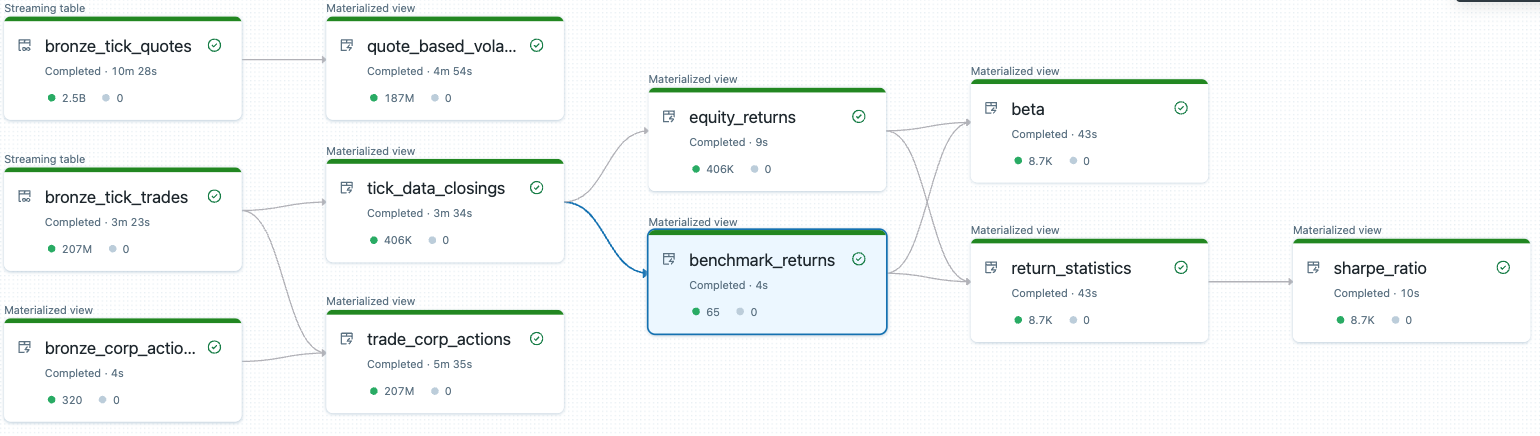 Streaming table
bronze_tick_quotes
Completed · 10m 28s
2.5B 0
Materialized view
quote_based_vola...
Completed · 4m 54s
187M 0
Streaming table
bronze_tick_trades
Completed · 3m 23s
207M 0
Materialized view
tick_data_closings
Completed · 3m 34s
406K 0
Materialized view
bronze_corp_actio...
Completed · 4s
320 0
Materialized view
trade_corp_actions
Completed · 5m 35s
207M 0
Materialized view
equity_returns
Completed · 9s
406K 0
Materialized view
benchmark_returns
Completed · 4s
65 0
Materialized view
beta
Completed · 43s
8.7K 0
Materialized view
return_statistics
Completed · 43s
8.7K 0
Materialized view
sharpe_ratio
Completed · 10s
8.7K 0